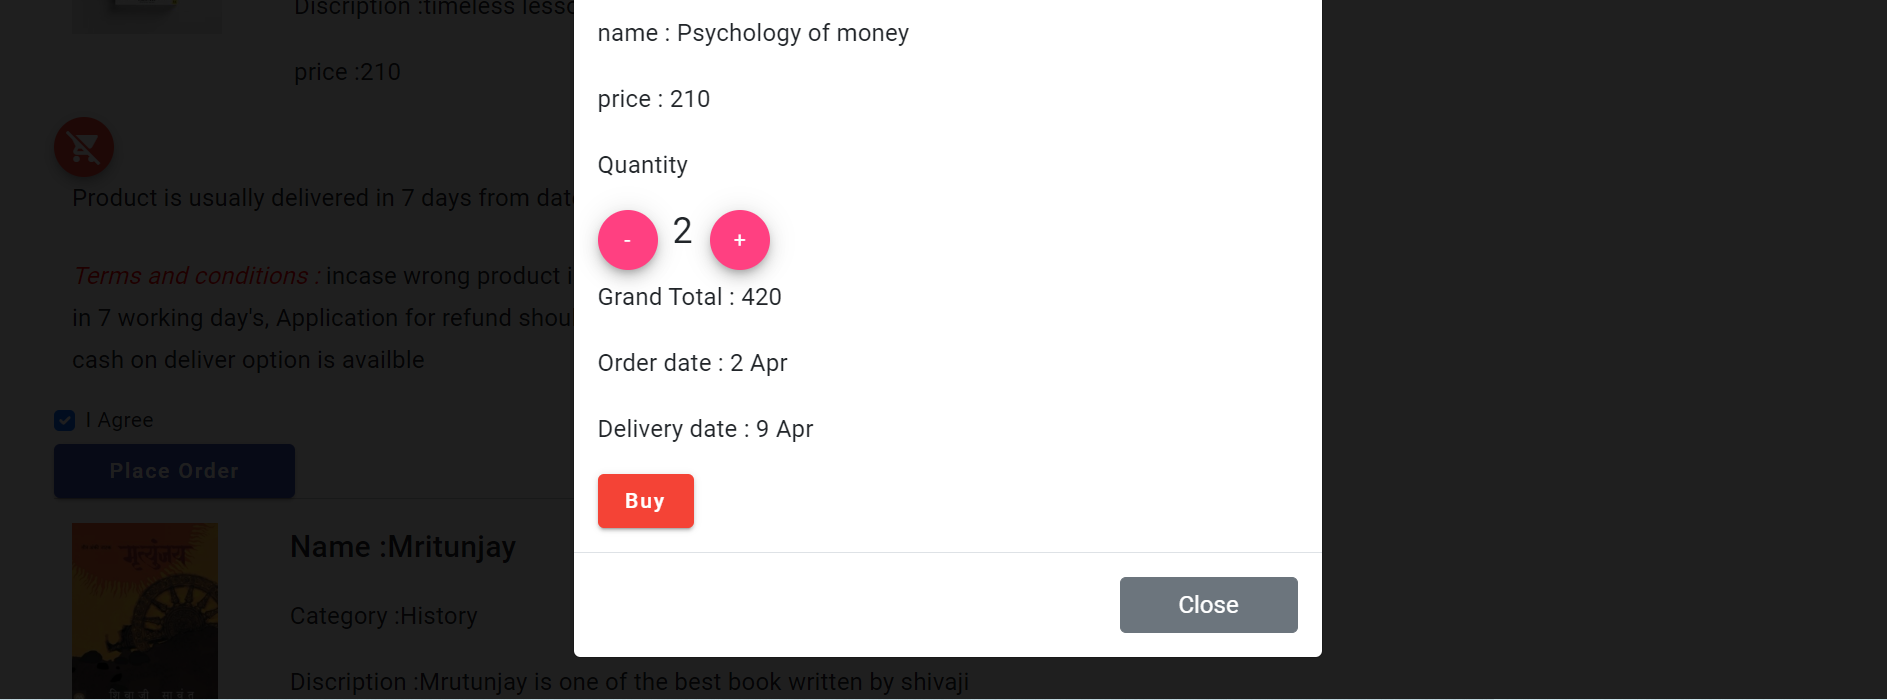 Discription :timeless
price :210
Product is usually delivered in 7 days from
Terms and conditions : incase wrong product
in 7 working day's, Application for refund
cash on deliver option is availble
I Agree
Place Order
name : Psychology of money
price : 210
Quantity
- 2 +
Grand Total : 420
Order date : 2 Apr
Delivery date : 9 Apr
Buy
Close
मृत्युंजय
Name :Mritunjay
Category :History
Discription :Mrutunjay is one of the best book written by shivaji